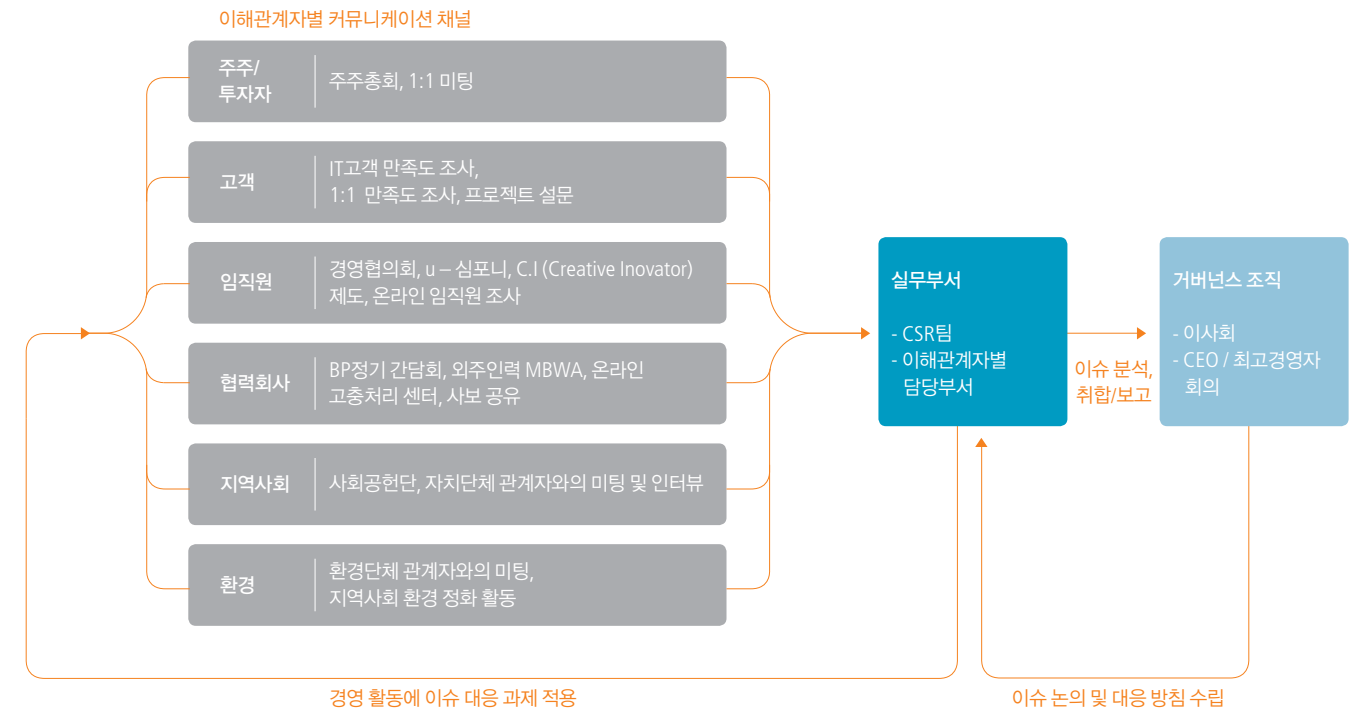 이해관계자별 커뮤니케이션 채널
주주/
투자자
주주총회, 1:1 미팅
고객
IT고객 만족도 조사,
1:1 만족도 조사, 프로젝트 설문
임직원
경영협의회, u – 심포니, C.I (Creative Inovator)
제도, 온라인 임직원 조사
협력회사
BP정기 간담회, 외주인력 MBWA, 온라인
고충처리 센터, 사보 공유
지역사회
사회공헌단, 자치단체 관계자와의 미팅 및 인터뷰
환경
환경단체 관계자와의 미팅,
지역사회 환경 정화 활동
실무부서
- CSR팀
- 이해관계자별
담당부서
이슈 분석,
취합/보고
거버넌스 조직
- 이사회
- CEO / 최고경영자
회의
경영 활동에 이슈 대응 과제 적용
이슈 논의 및 대응 방침 수립